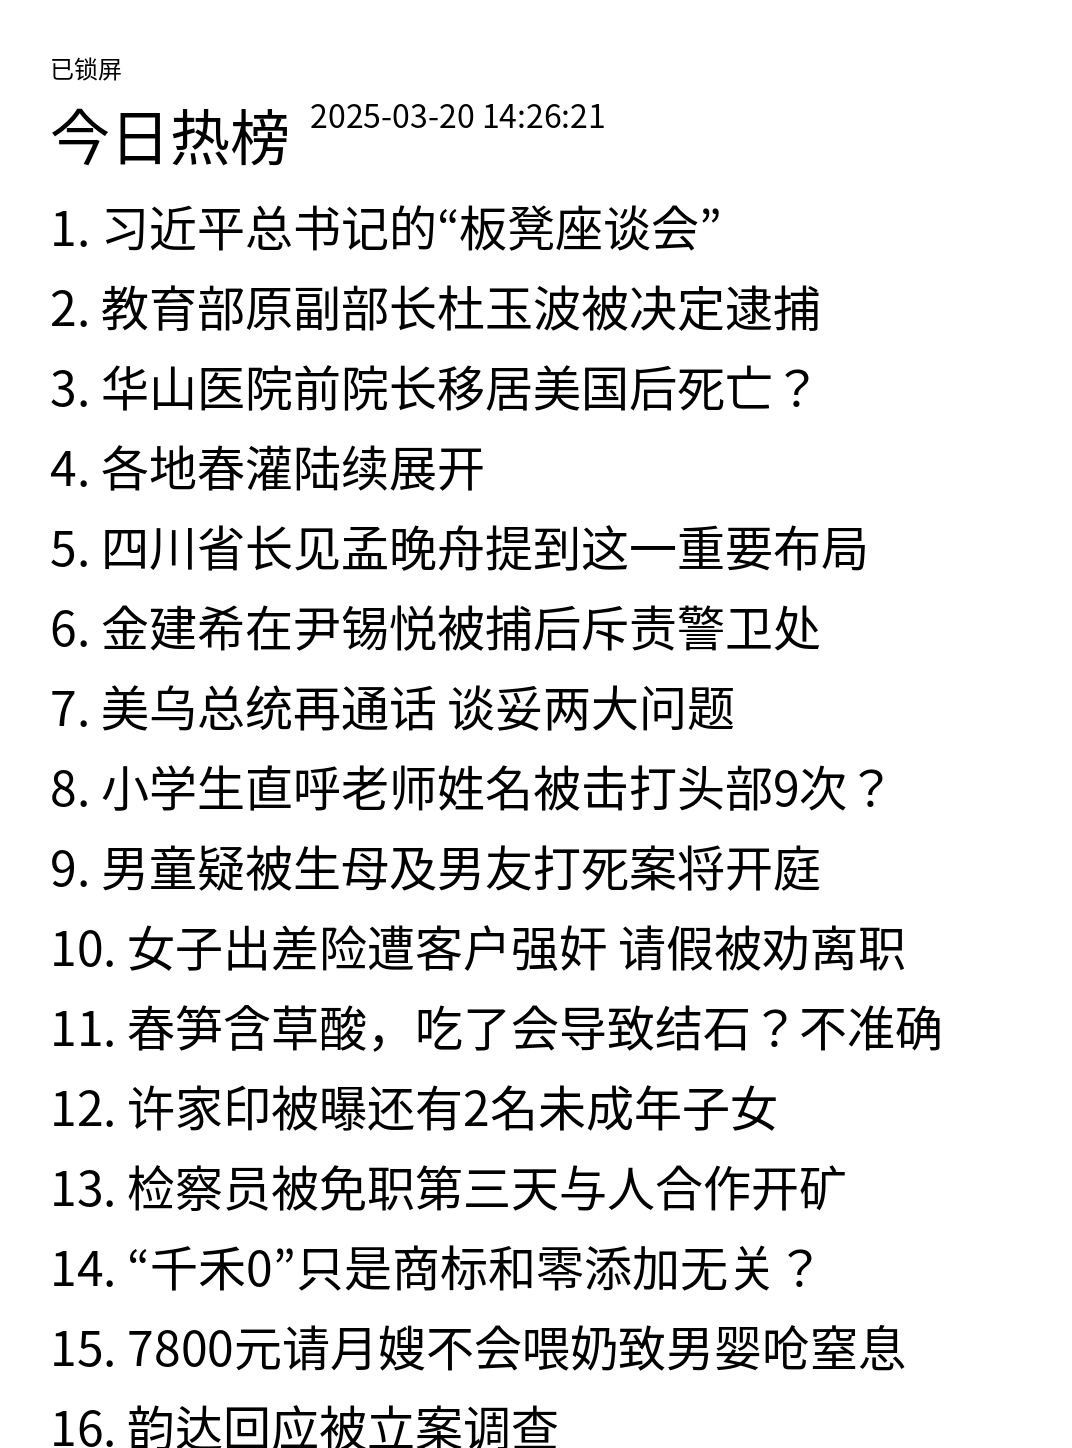 已锁屏
今日热榜 2025-03-20 14:26:21
1. 习近平总书记的“板凳座谈会”
2. 教育部原副部长杜玉波被决定逮捕
3. 华山医院前院长移居美国后死亡？
4. 各地春灌陆续展开
5. 四川省长见孟晚舟提到这一重要布局
6. 金建希在尹锡悦被捕后斥责警卫处
7. 美乌总统再通话 谈妥两大问题
8. 小学生直呼老师姓名被击打头部9次？
9. 男童疑被生母及男友打死案将开庭
10. 女子出差险遭客户强奸 请假被劝离职
11. 春笋含草酸，吃了会导致结石？不准确
12. 许家印被曝还有2名未成年子女
13. 检察员被免职第三天与人合作开矿
14. “千禾0”只是商标和零添加无关？
15. 7800元请月嫂不会喂奶致男婴呛窒息
16. 韵达回应被立案调查